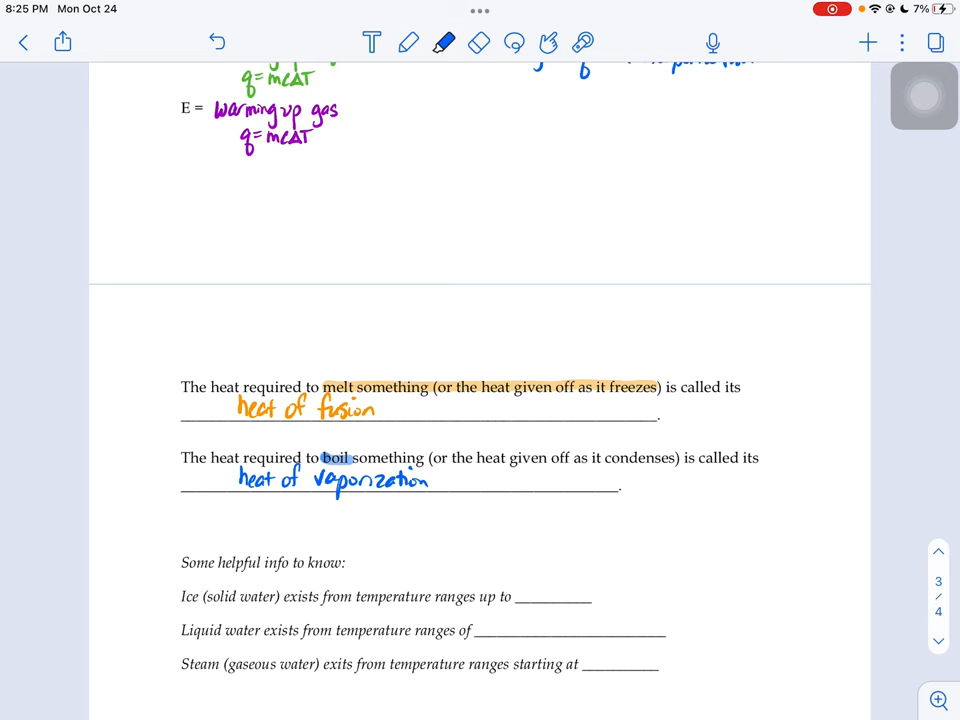 8:25 PM Mon Oct 24
7%
T
q = mcΔT
E = warming up gas
q = mcΔT
The heat required to melt something (or the heat given off as it freezes) is called its
heat of fusion .
The heat required to boil something (or the heat given off as it condenses) is called its
heat of vaporization .
Some helpful info to know:
Ice (solid water) exists from temperature ranges up to __________
Liquid water exists from temperature ranges of _________________________
Steam (gaseous water) exits from temperature ranges starting at __________
3
/
4